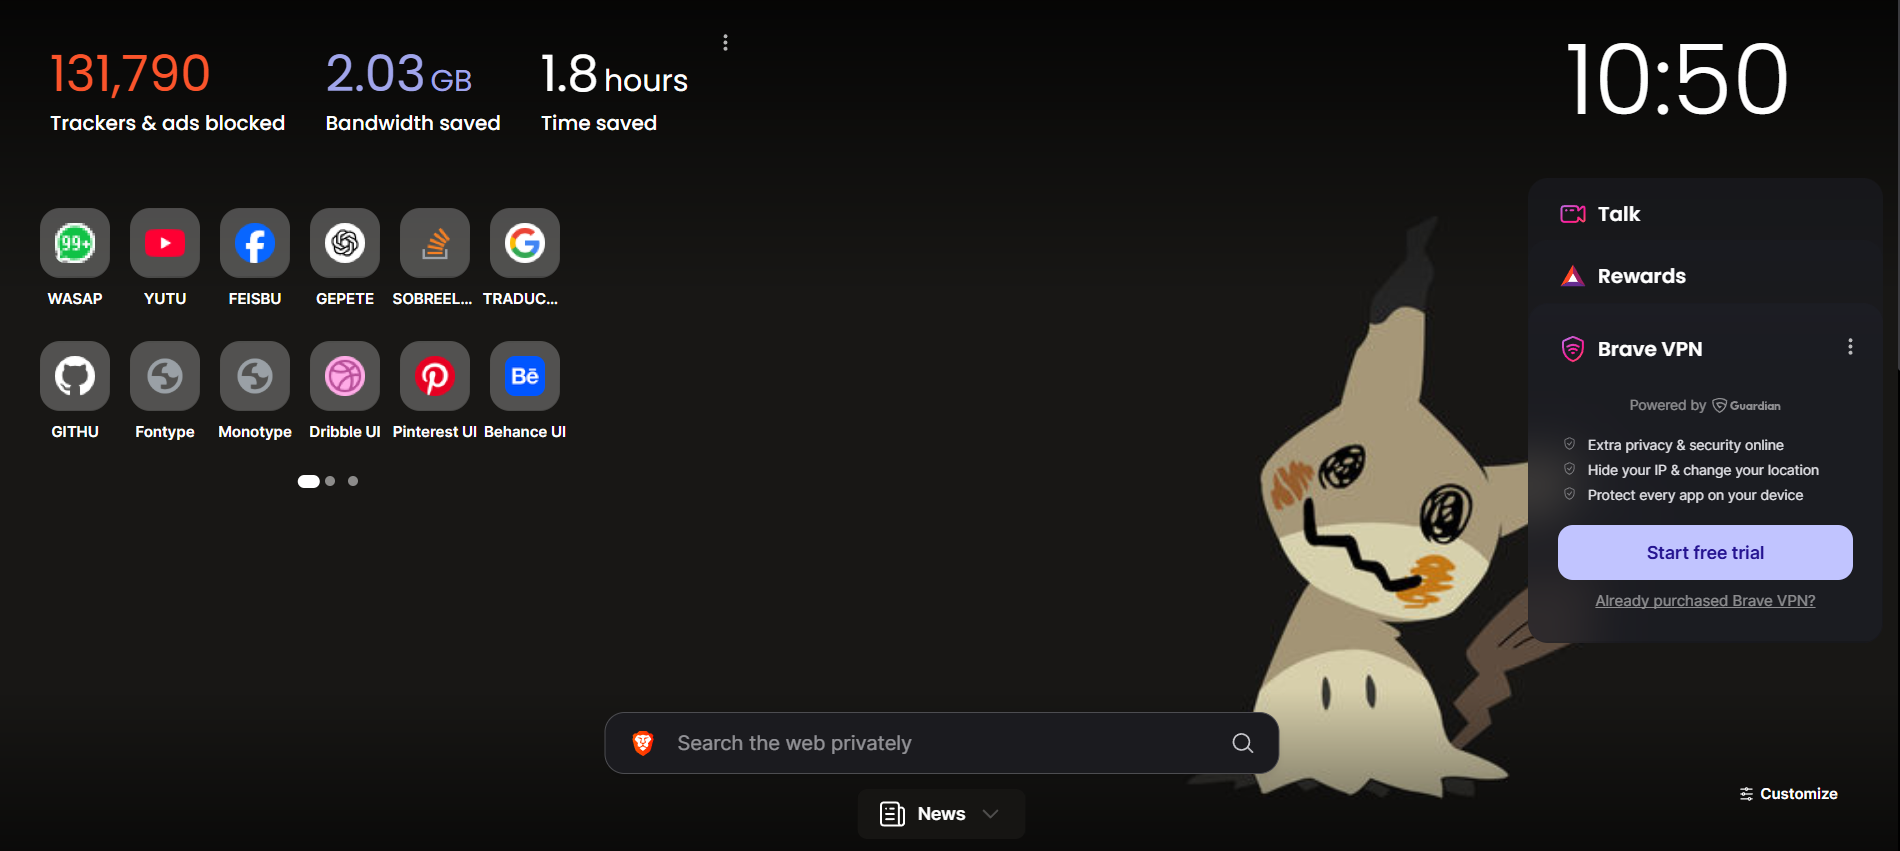 131,790
Trackers & ads blocked
2.03 GB
Bandwidth saved
1.8 hours
Time saved
10:50
99+
WASAP
YUTU
FEISBU
GEPETE
SOBREEL...
TRADUC...
GITHU
Fontype
Monotype
Dribble UI
Pinterest UI
Bē
Behance UI
Talk
Rewards
Brave VPN
Powered by Guardian
Extra privacy & security online
Hide your IP & change your location
Protect every app on your device
Start free trial
Already purchased Brave VPN?
Search the web privately
News
Customize